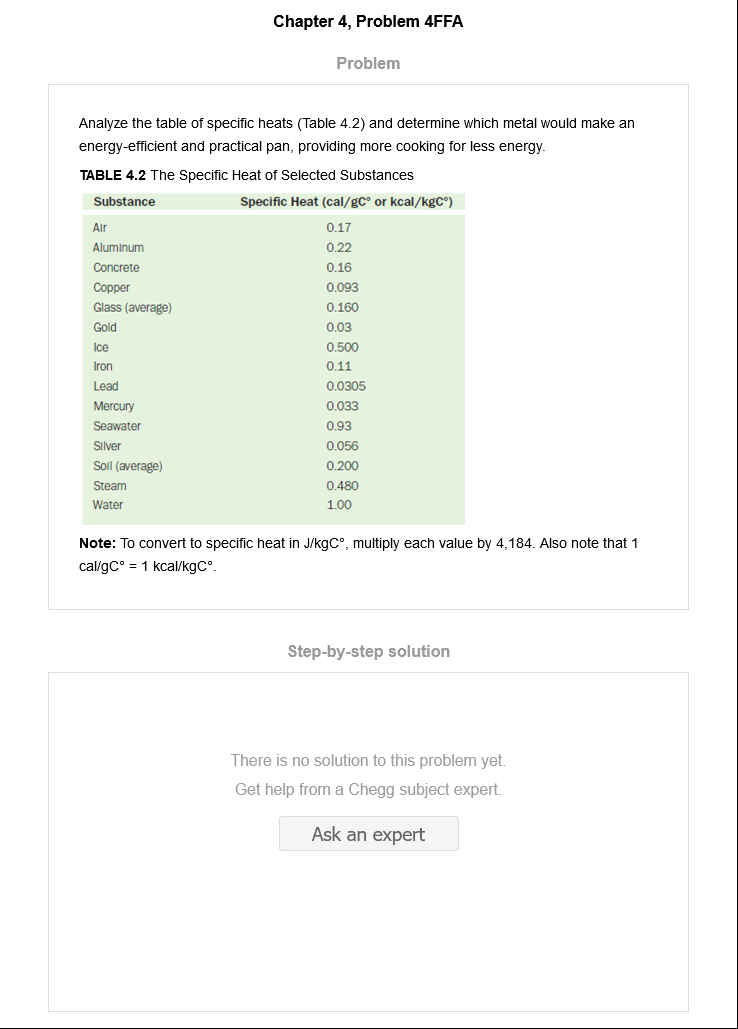 Chapter 4, Problem 4FFA
Problem
Analyze the table of specific heats (Table 4.2) and determine which metal would make an
energy-efficient and practical pan, providing more cooking for less energy.
TABLE 4.2 The Specific Heat of Selected Substances
Substance Specific Heat (cal/gC° or kcal/kgC°)
Air 0.17
Aluminum 0.22
Concrete 0.16
Copper 0.093
Glass (average) 0.160
Gold 0.03
Ice 0.500
Iron 0.11
Lead 0.0305
Mercury 0.033
Seawater 0.93
Silver 0.056
Soil (average) 0.200
Steam 0.480
Water 1.00
Note: To convert to specific heat in J/kgC°, multiply each value by 4,184. Also note that 1
cal/gC° = 1 kcal/kgC°.
Step-by-step solution
There is no solution to this problem yet.
Get help from a Chegg subject expert.
Ask an expert